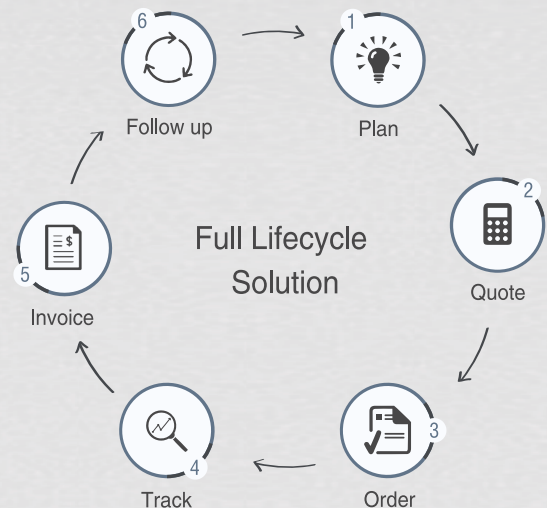 6
Follow up
1
Plan
2
Quote
Full Lifecycle
Solution
5
$
Invoice
3
Order
4
Track